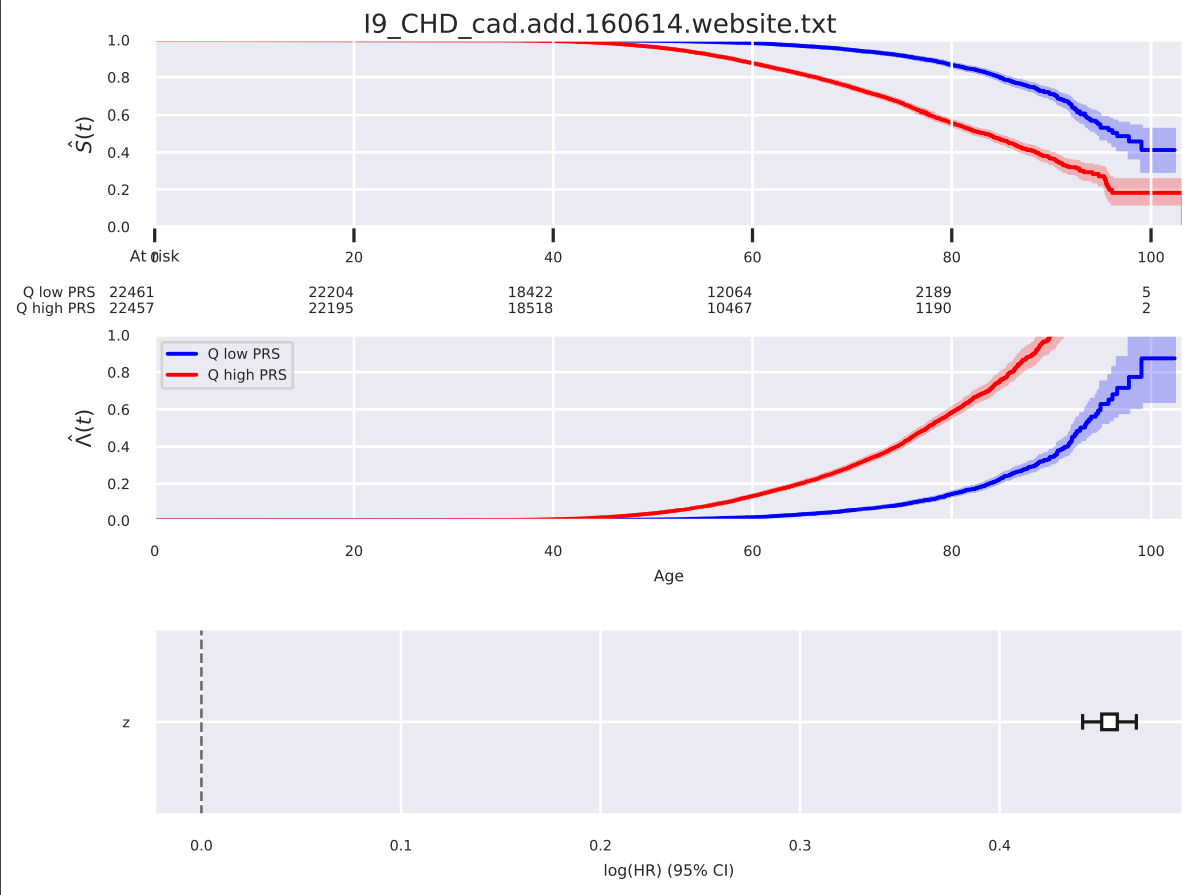 I9_CHD_cad.add.160614.website.txt
1.0
0.8
0.6
0.4
0.2
0.0
Ŝ(t)
0 20 40 60 80 100
At risk
Q low PRS 22461 22204 18422 12064 2189 5
Q high PRS 22457 22195 18518 10467 1190 2
1.0
0.8
0.6
0.4
0.2
0.0
Λ̂(t)
Q low PRS
Q high PRS
0 20 40 60 80 100
Age
z
0.0 0.1 0.2 0.3 0.4
log(HR) (95% CI)